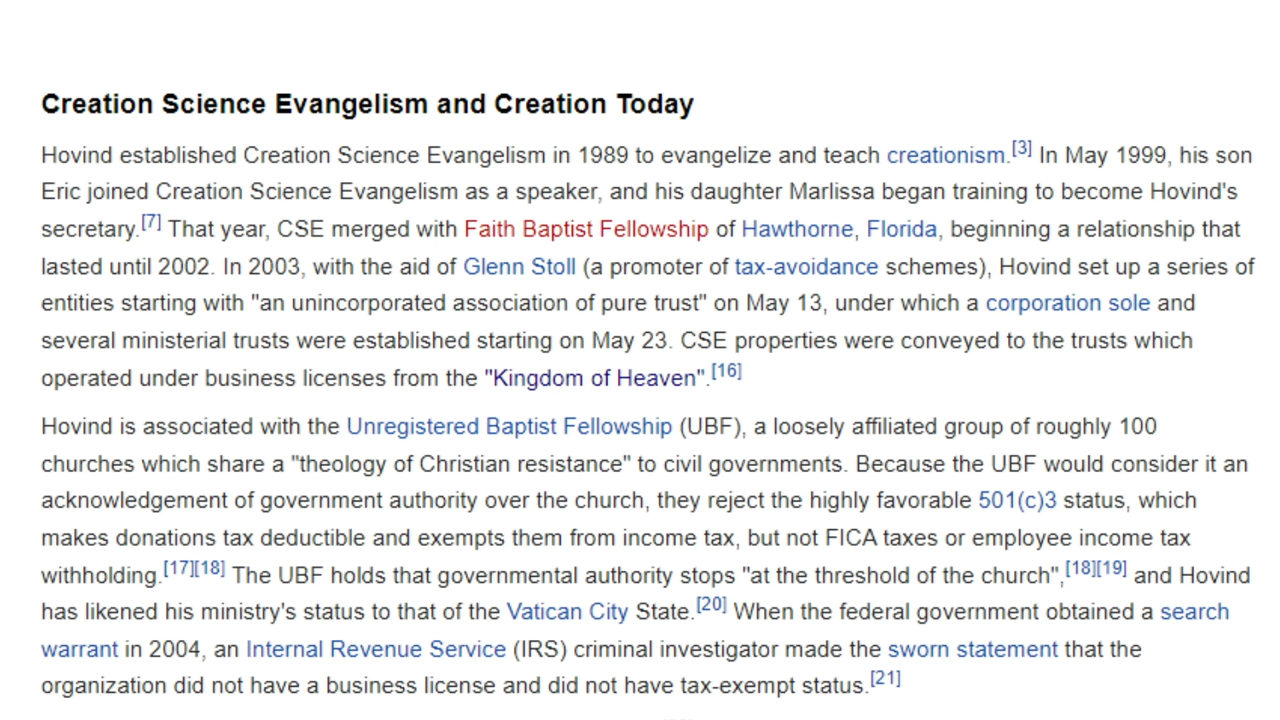 Creation Science Evangelism and Creation Today
Hovind established Creation Science Evangelism in 1989 to evangelize and teach creationism.[3] In May 1999, his son
Eric joined Creation Science Evangelism as a speaker, and his daughter Marlissa began training to become Hovind's
secretary.[7] That year, CSE merged with Faith Baptist Fellowship of Hawthorne, Florida, beginning a relationship that
lasted until 2002. In 2003, with the aid of Glenn Stoll (a promoter of tax-avoidance schemes), Hovind set up a series of
entities starting with "an unincorporated association of pure trust" on May 13, under which a corporation sole and
several ministerial trusts were established starting on May 23. CSE properties were conveyed to the trusts which
operated under business licenses from the "Kingdom of Heaven".[16]
Hovind is associated with the Unregistered Baptist Fellowship (UBF), a loosely affiliated group of roughly 100
churches which share a "theology of Christian resistance" to civil governments. Because the UBF would consider it an
acknowledgement of government authority over the church, they reject the highly favorable 501(c)3 status, which
makes donations tax deductible and exempts them from income tax, but not FICA taxes or employee income tax
withholding.[17][18] The UBF holds that governmental authority stops "at the threshold of the church",[18][19] and Hovind
has likened his ministry's status to that of the Vatican City State.[20] When the federal government obtained a search
warrant in 2004, an Internal Revenue Service (IRS) criminal investigator made the sworn statement that the
organization did not have a business license and did not have tax-exempt status.[21]